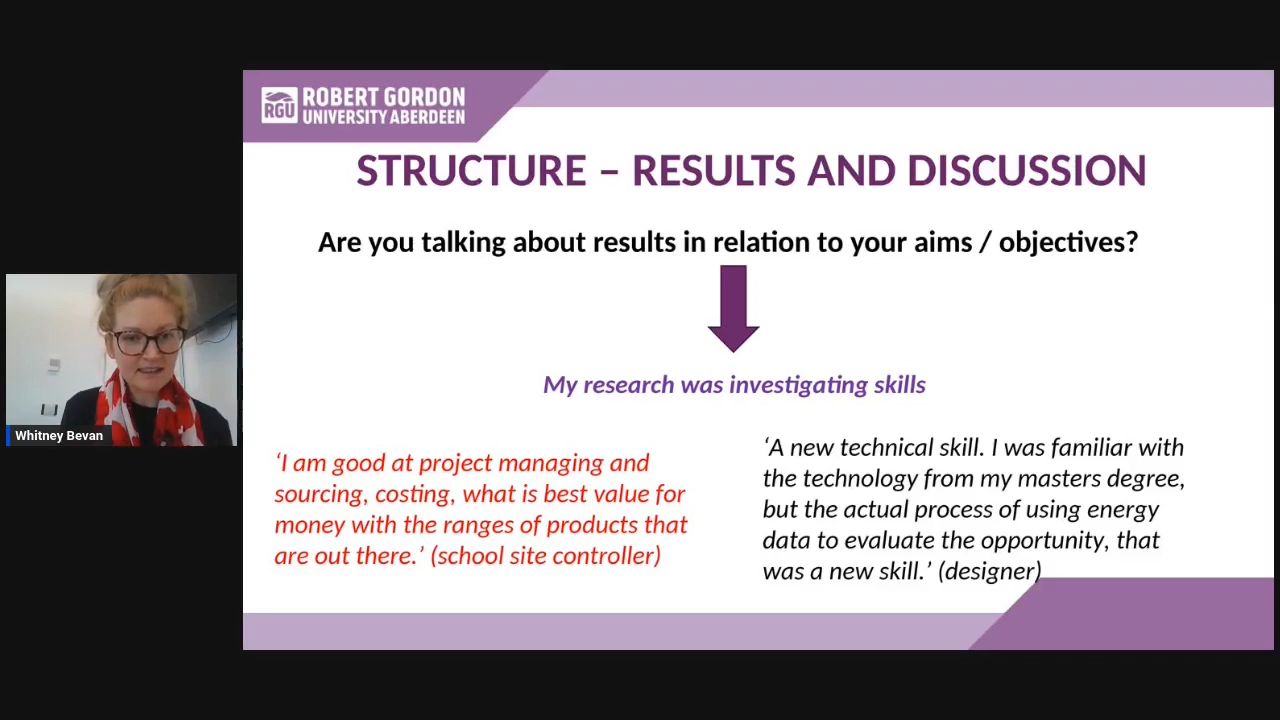 RGU
ROBERT GORDON
UNIVERSITY ABERDEEN
STRUCTURE – RESULTS AND DISCUSSION
Are you talking about results in relation to your aims / objectives?
My research was investigating skills
‘I am good at project managing and
sourcing, costing, what is best value for
money with the ranges of products that
are out there.’ (school site controller)
‘A new technical skill. I was familiar with
the technology from my masters degree,
but the actual process of using energy
data to evaluate the opportunity, that
was a new skill.’ (designer)
Whitney Bevan